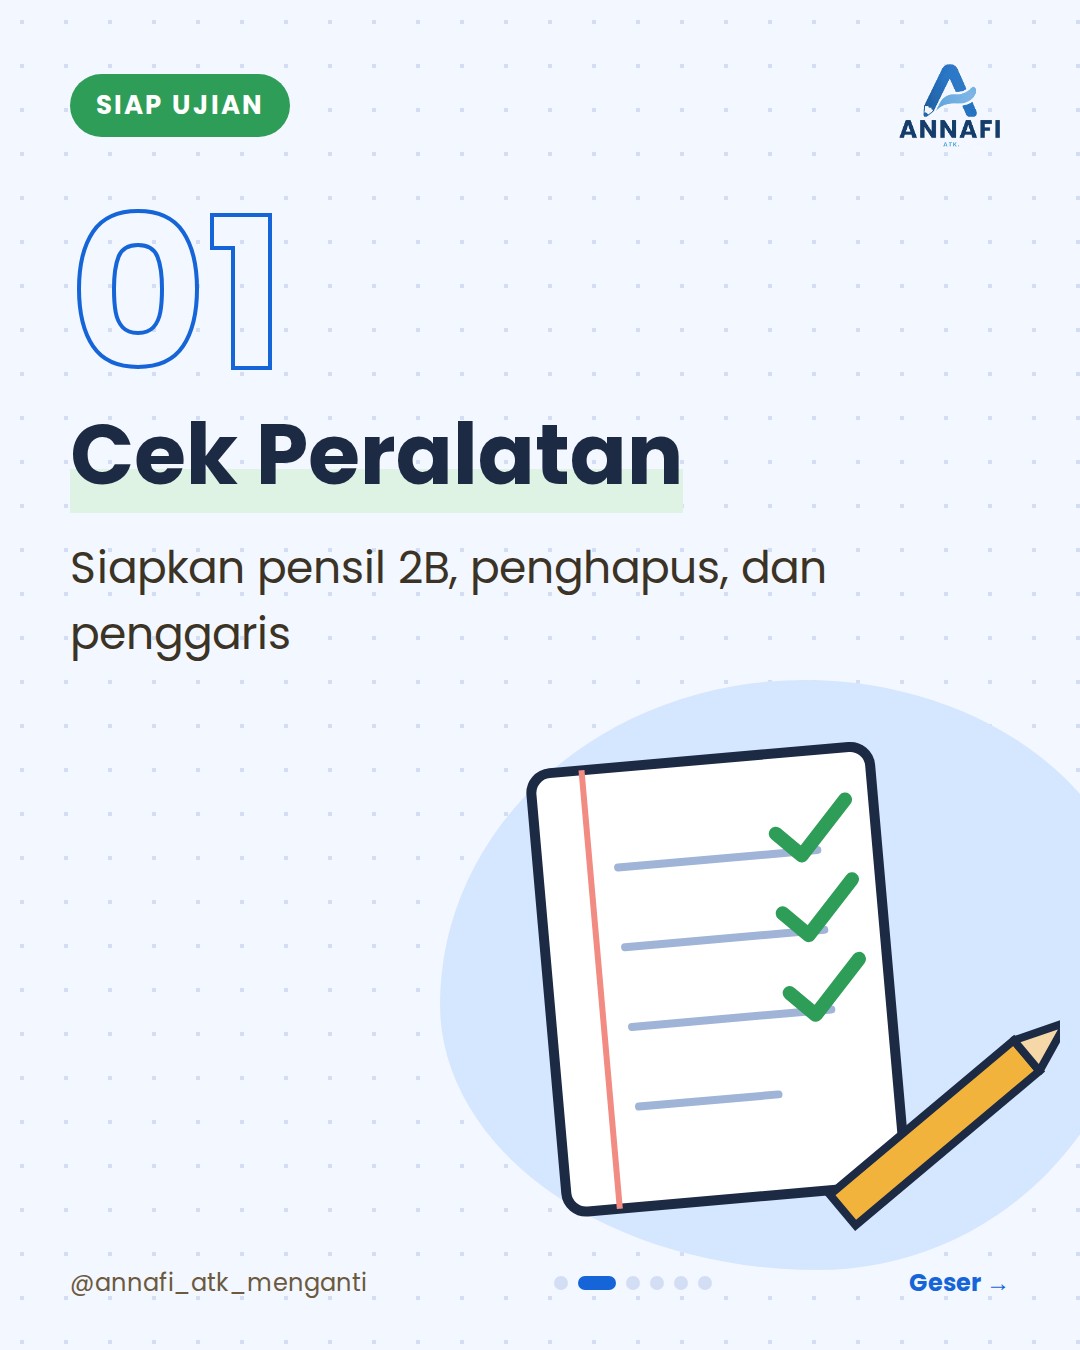 SIAP UJIAN
ANNAFI
ATK.
01
Cek Peralatan
Siapkan pensil 2B, penghapus, dan
penggaris
@annafi_atk_menganti
Geser →